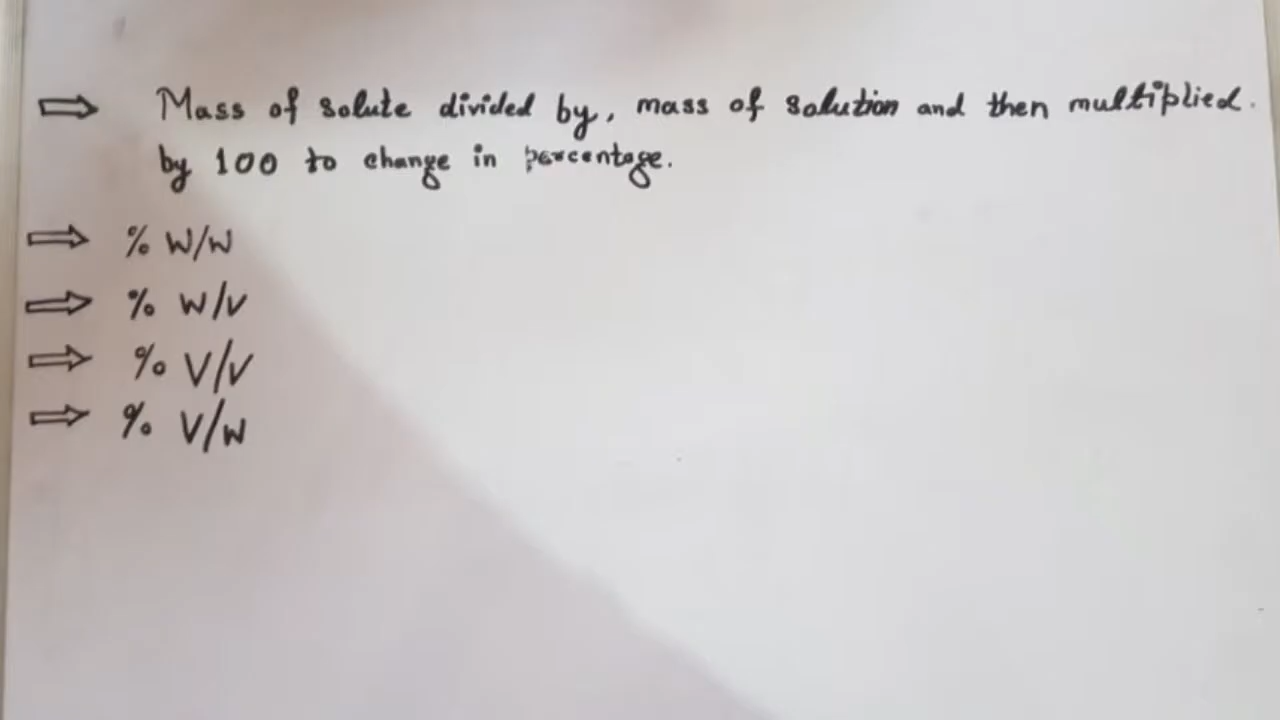 ⇒ Mass of solute divided by, mass of solution and then multiplied.
by 100 to change in percentage.
⇒ % W/W
⇒ % W/V
⇒ % V/V
⇒ % V/W